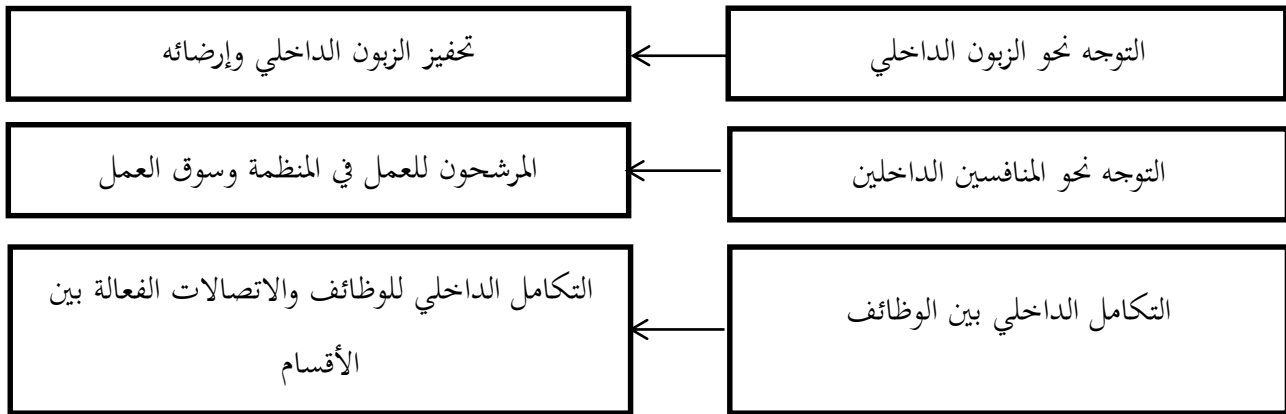 التوجه نحو الزبون الداخلي
تحفيز الزبون الداخلي وإرضائه
التوجه نحو المنافسين الداخلين
المرشحون للعمل في المنظمة وسوق العمل
التكامل الداخلي بين الوظائف
التكامل الداخلي للوظائف والاتصالات الفعالة بين
الأقسام